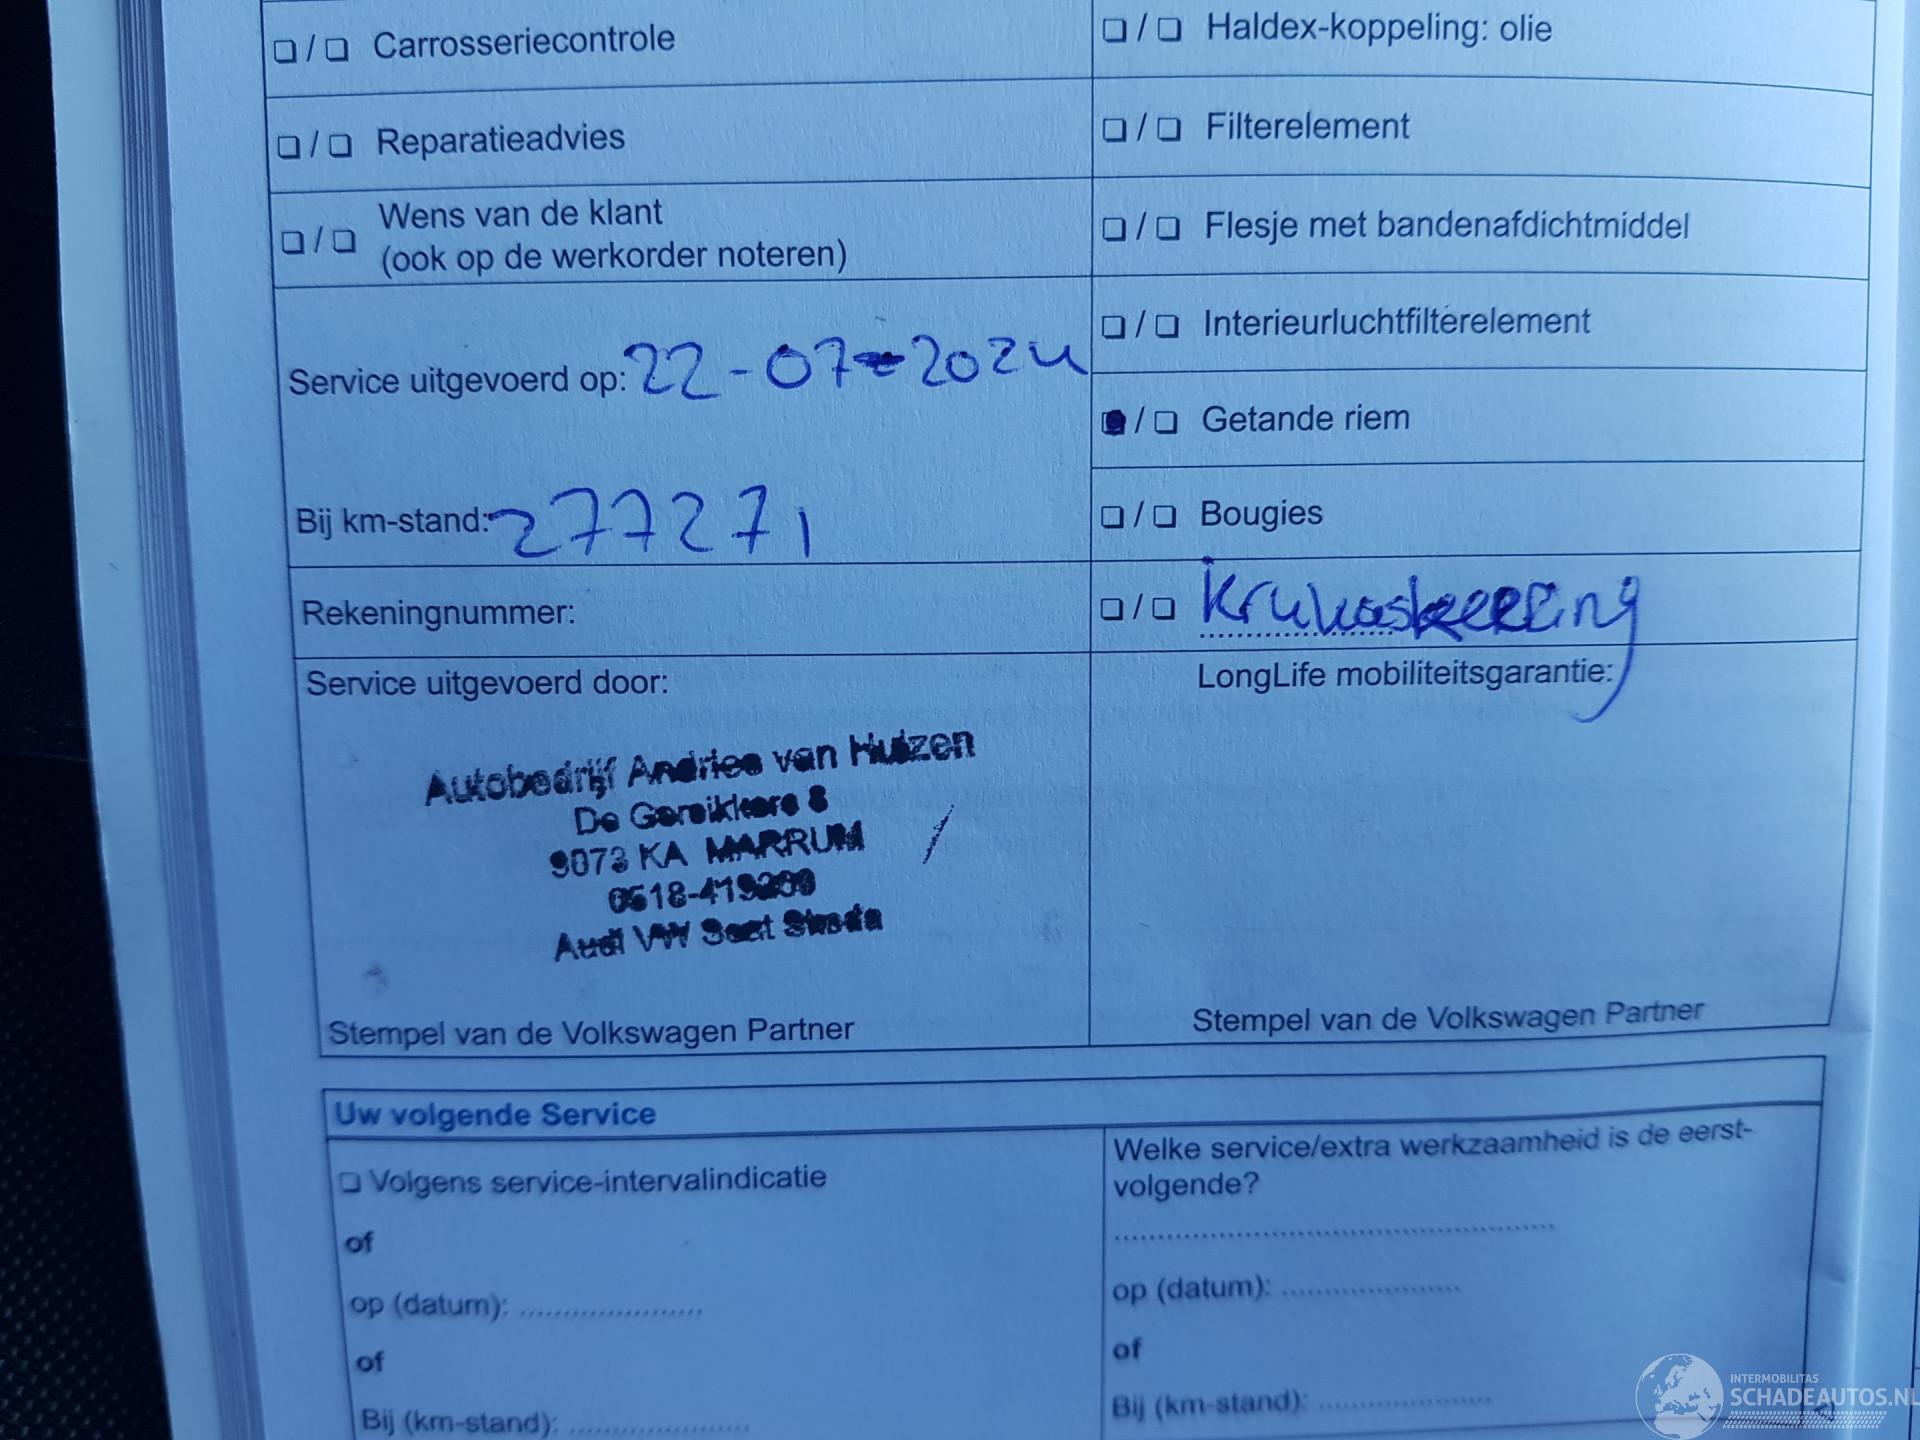 ❏ / ❏ Carrosseriecontrole
❏ / ❏ Reparatieadvies
❏ / ❏ Wens van de klant
(ook op de werkorder noteren)
Service uitgevoerd op: 22-07-2024
Bij km-stand: 277271
Rekeningnummer:
Service uitgevoerd door:
Autobedrijf Andries van Huizen
8
9073 KA MARRUM
0518-419209
Audi VW Seat Skoda
Stempel van de Volkswagen Partner
❏ / ❏ Haldex-koppeling: olie
❏ / ❏ Filterelement
❏ / ❏ Flesje met bandenafdichtmiddel
❏ / ❏ Interieurluchtfilterelement
■ / ❏ Getande riem
❏ / ❏ Bougies
❏ / ❏ Krukaskeerring
LongLife mobiliteitsgarantie:
Stempel van de Volkswagen Partner
Uw volgende Service
❏ Volgens service-intervalindicatie
of
op (datum): ......................
of
Bij (km-stand): ......................
Welke service/extra werkzaamheid is de eerst-
volgende?
......................................................
op (datum): ......................
of
Bij (km-stand): ......................
INTERMOBILITAS
SCHADEAUTOS.NL